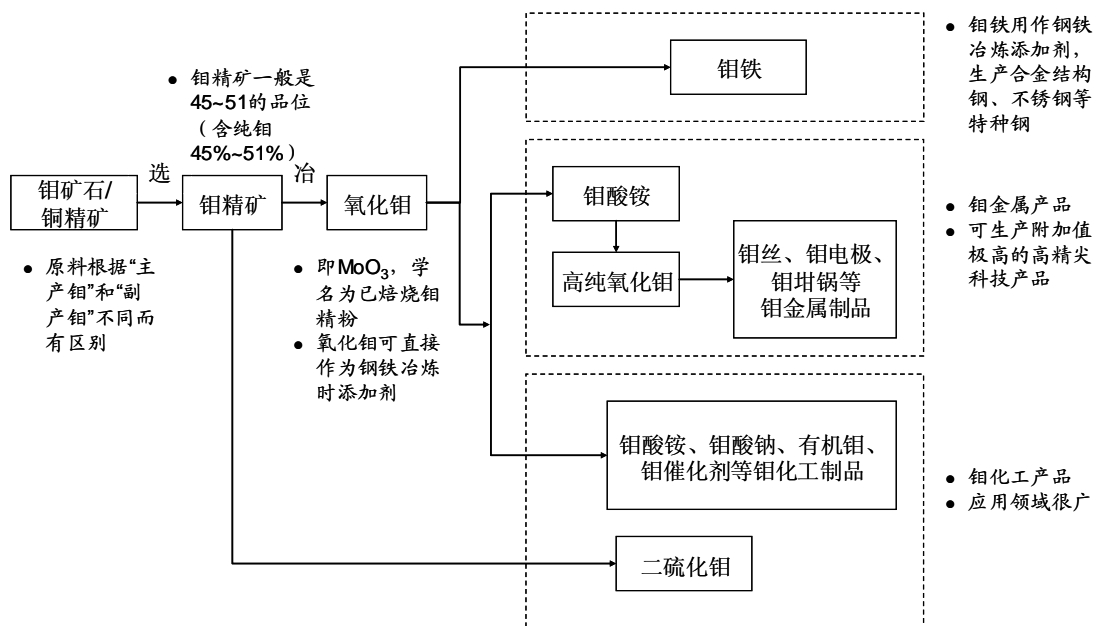 ● 钼精矿一般是
45~51的品位
（含纯钼
45%~51%）
选
冶
钼矿石/
铜精矿
钼精矿
氧化钼
● 原料根据“主
产钼”和“副
产钼”不同而
有区别
● 即MoO₃，学
名为已焙烧钼
精粉
● 氧化钼可直接
作为钢铁冶炼
时添加剂
钼铁
● 钼铁用作钢铁
冶炼添加剂，
生产合金结构
钢、不锈钢等
特种钢
钼酸铵
高纯氧化钼
钼丝、钼电极、
钼坩锅等
钼金属制品
● 钼金属产品
● 可生产附加值
极高的高精尖
科技产品
钼酸铵、钼酸钠、有机钼、
钼催化剂等钼化工制品
二硫化钼
● 钼化工产品
● 应用领域很广